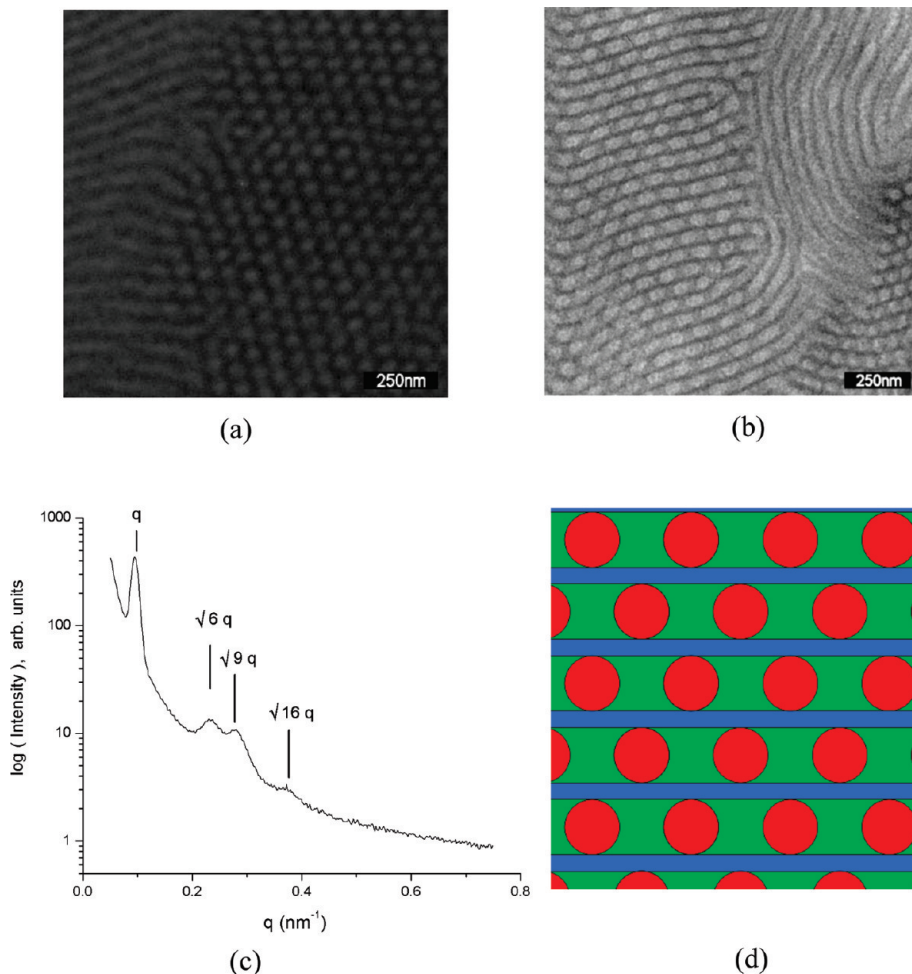 250nm
250nm
(a)
(b)
1000
100
10
1
log ( Intensity ), arb. units
q
√6 q
√9 q
√16 q
0.0
0.2
0.4
0.6
0.8
q (nm⁻¹)
(c)
(d)